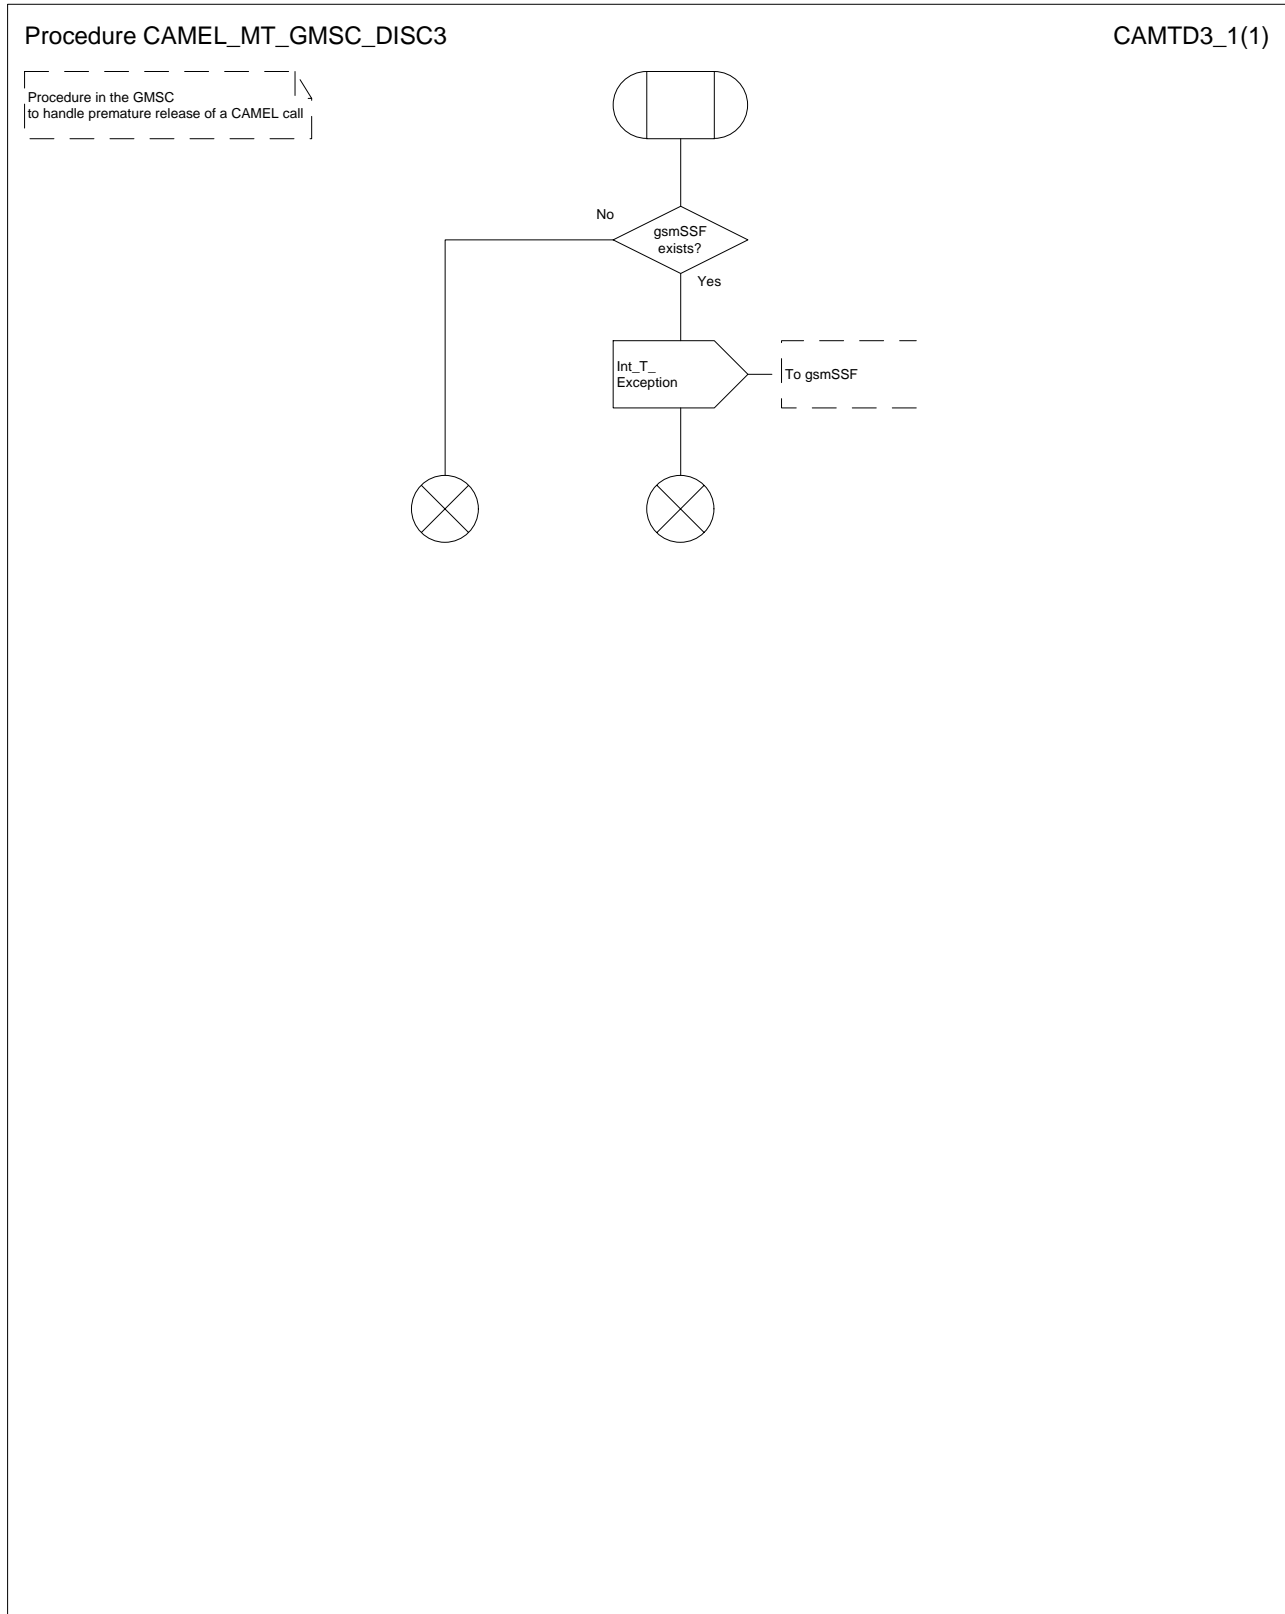 Procedure CAMEL_MT_GMSC_DISC3
CAMTD3_1(1)
Procedure in the GMSC
to handle premature release of a CAMEL call
No
gsmSSF
exists?
Yes
Int_T_
Exception
To gsmSSF